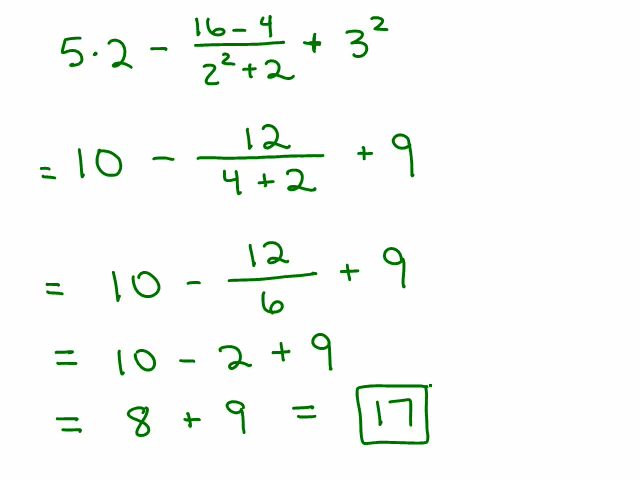 5 · 2 - (16 - 4)/(2² + 2) + 3²
= 10 - 12/(4 + 2) + 9
= 10 - 12/6 + 9
= 10 - 2 + 9
= 8 + 9 = 17